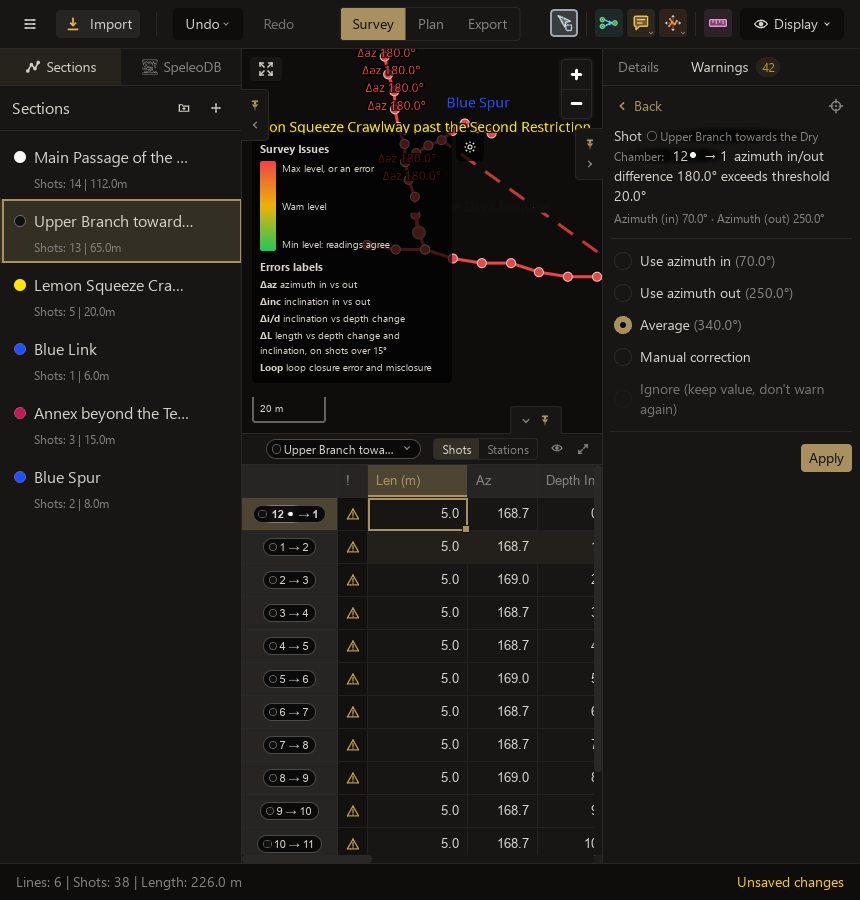 Import
Undo
Redo
Survey
Plan
Export
Display
Sections
SpeleoDB
Sections
Main Passage of the ...
Shots: 14 | 112.0m
Upper Branch toward...
Shots: 13 | 65.0m
Lemon Squeeze Cra...
Shots: 5 | 20.0m
Blue Link
Shots: 1 | 6.0m
Annex beyond the Te...
Shots: 3 | 15.0m
Blue Spur
Shots: 2 | 8.0m
Δaz 180.0°
Δaz 180.0°
Δaz 180.0°
Δaz 180.0°
Blue Spur
on Squeeze Crawlway past the Second Restriction
Δaz 180.0°
Δaz 180.0°
Survey Issues
Max level, or an error
Warn level
Min level: readings agree
Errors labels
Δaz azimuth in vs out
Δinc inclination in vs out
Δi/d inclination vs depth change
ΔL length vs depth change and
inclination, on shots over 15°
Loop loop closure error and misclosure
20 m
Upper Branch towa...
Shots
Stations
! Len (m) Az Depth In
12 → 1 5.0 168.7
1 → 2 5.0 168.7
2 → 3 5.0 169.0
3 → 4 5.0 168.7
4 → 5 5.0 168.7
5 → 6 5.0 169.0
6 → 7 5.0 168.7
7 → 8 5.0 168.7
8 → 9 5.0 169.0
9 → 10 5.0 168.7
10 → 11 5.0 168.7
Details
Warnings 42
Back
Shot Upper Branch towards the Dry
Chamber: 12 → 1 azimuth in/out
difference 180.0° exceeds threshold
20.0°
Azimuth (in) 70.0° · Azimuth (out) 250.0°
Use azimuth in (70.0°)
Use azimuth out (250.0°)
Average (340.0°)
Manual correction
Ignore (keep value, don't warn
again)
Apply
Lines: 6 | Shots: 38 | Length: 226.0 m
Unsaved changes